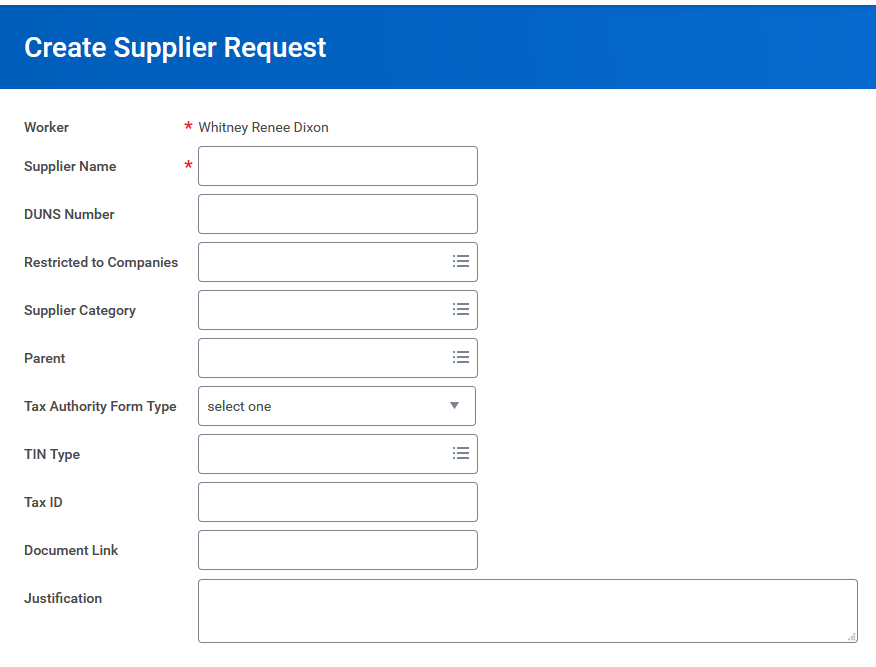 Create Supplier Request
Worker * Whitney Renee Dixon
Supplier Name *
DUNS Number
Restricted to Companies
Supplier Category
Parent
Tax Authority Form Type select one
TIN Type
Tax ID
Document Link
Justification